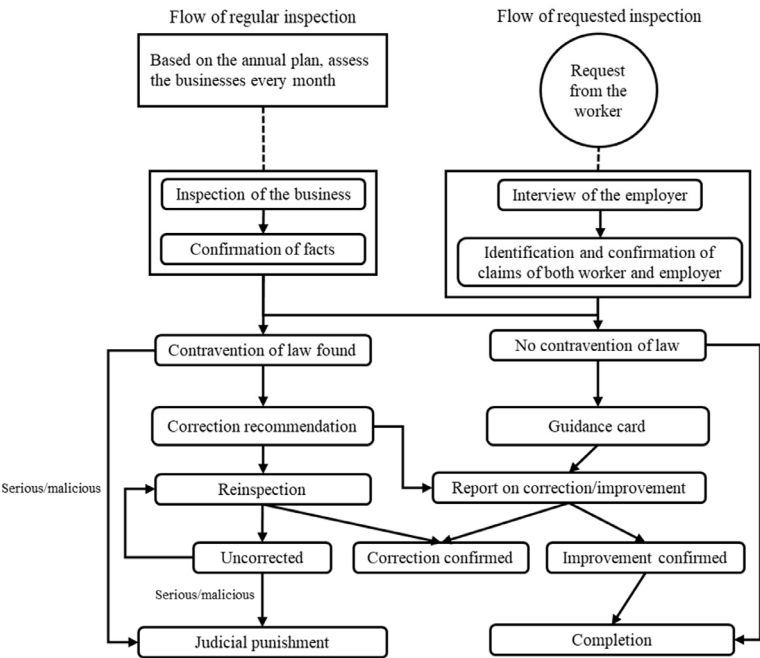 Flow of regular inspection
Flow of requested inspection
Based on the annual plan, assess
the businesses every month
Request
from the
worker
Inspection of the business
Confirmation of facts
Interview of the employer
Identification and confirmation of
claims of both worker and employer
Contravention of law found
No contravention of law
Correction recommendation
Guidance card
Serious/malicious
Reinspection
Report on correction/improvement
Uncorrected
Correction confirmed
Improvement confirmed
Serious/malicious
Judicial punishment
Completion